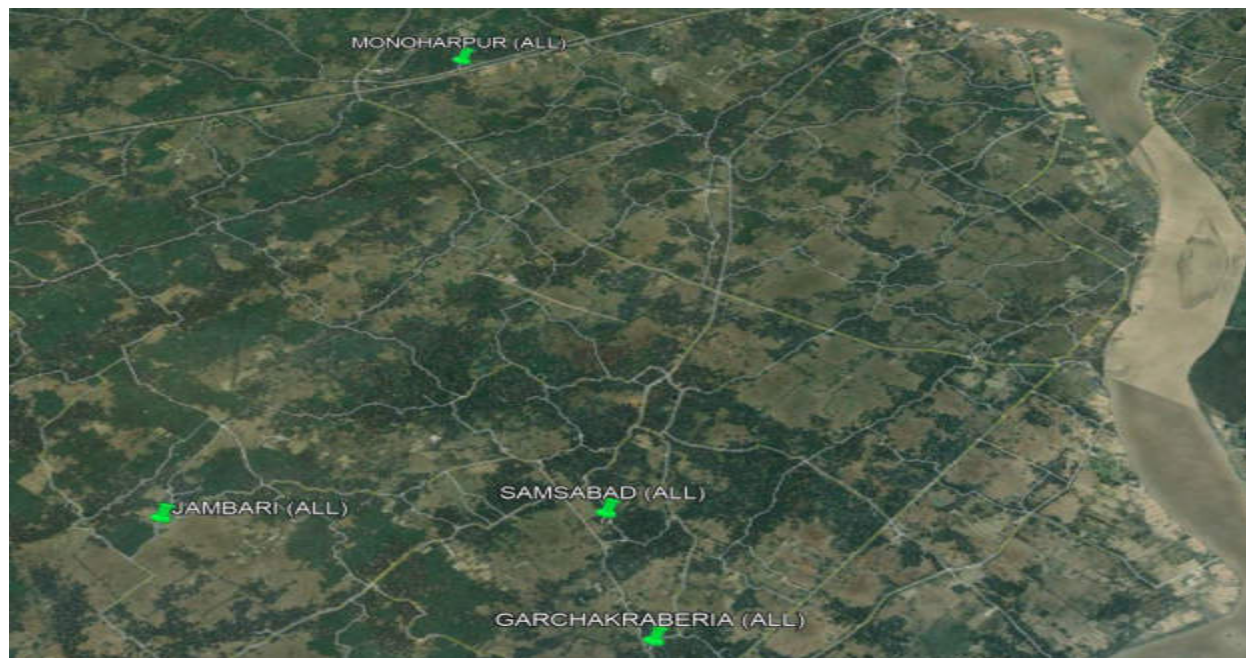 MONOHARPUR (ALL)
SAMSABAD (ALL)
JAMBARI (ALL)
GARCHAKRABERIA (ALL)